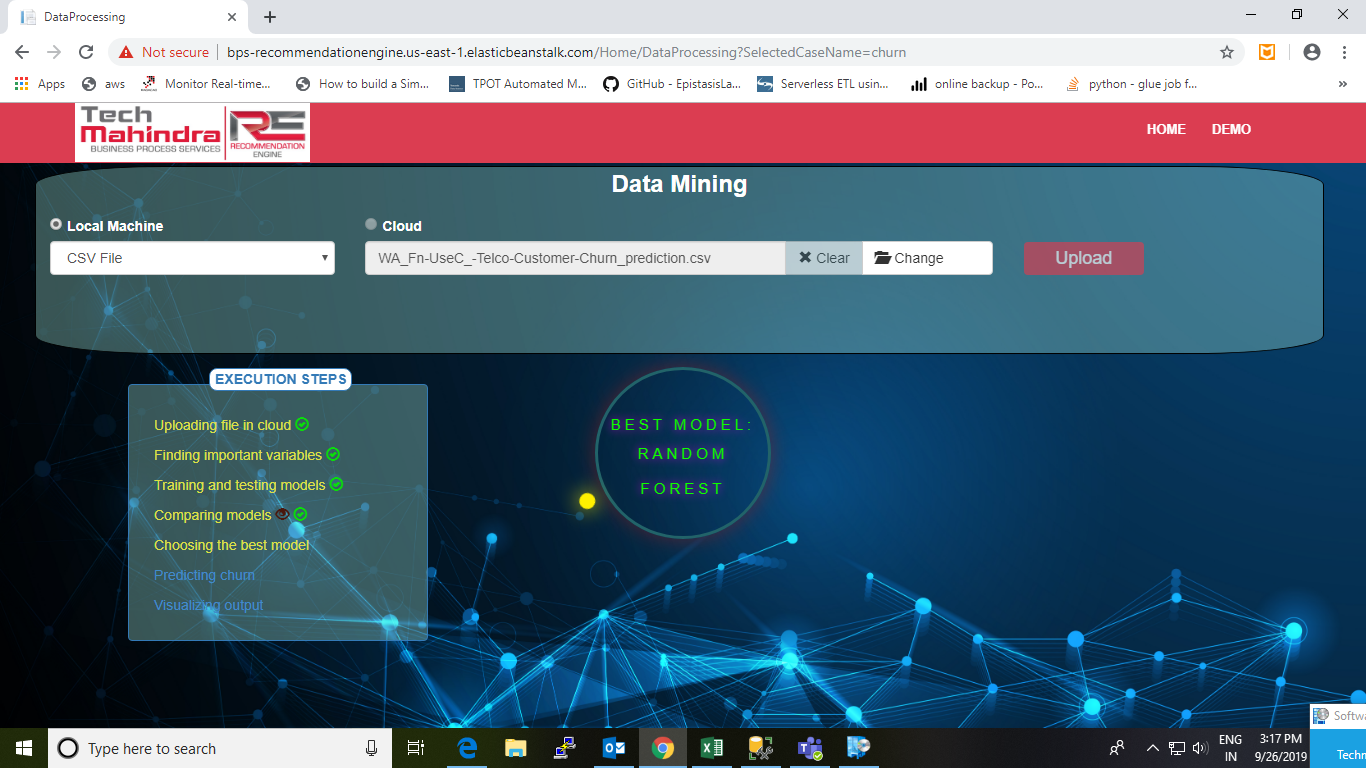 DataProcessing
Not secure
bps-recommendationengine.us-east-1.elasticbeanstalk.com/Home/DataProcessing?SelectedCaseName=churn
Apps
aws
Monitor Real-time...
How to build a Sim...
TPOT Automated M...
GitHub - EpistasisLa...
Serverless ETL usin...
online backup - Po...
python - glue job f...
Tech
Mahindra
BUSINESS PROCESS SERVICES
RE
RECOMMENDATION
ENGINE
HOME
DEMO
Data Mining
Local Machine
Cloud
CSV File
WA_Fn-UseC_-Telco-Customer-Churn_prediction.csv
Clear
Change
Upload
EXECUTION STEPS
Uploading file in cloud
Finding important variables
Training and testing models
Comparing models
Choosing the best model
Predicting churn
Visualizing output
BEST MODEL:
RANDOM
FOREST
Softwa
Techn
Type here to search
ENG
IN
3:17 PM
9/26/2019